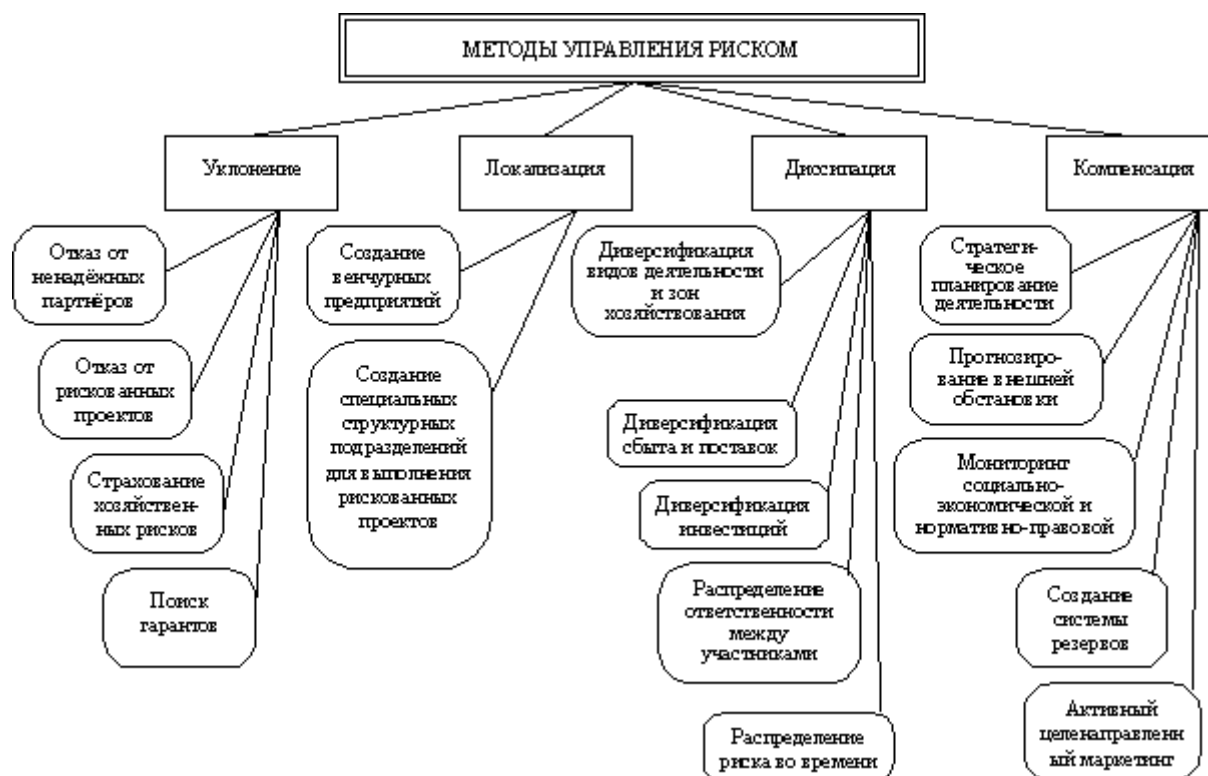 МЕТОДЫ УПРАВЛЕНИЯ РИСКОМ
Уклонение
Локализация
Диссипация
Компенсация
Отказ от
ненадёжных
партнёров
Отказ от
рискованных
проектов
Страхование
хозяйствен-
ных рисков
Поиск
гарантов
Создание
венчурных
предприятий
Создание
специальных
структурных
подразделений
для выполнения
рискованных
проектов
Диверсификация
видов деятельности
и зон
хозяйствования
Диверсификация
сбыта и поставок
Диверсификация
инвестиций
Распределение
ответственности
между
участниками
Распределение
риска во времени
Стратеги-
ческое
планирование
деятельности
Прогнозиро-
вание внешней
обстановки
Мониторинг
социально-
экономической и
нормативно-правовой
Создание
системы
резервов
Активный
целенаправленн
ый маркетинг